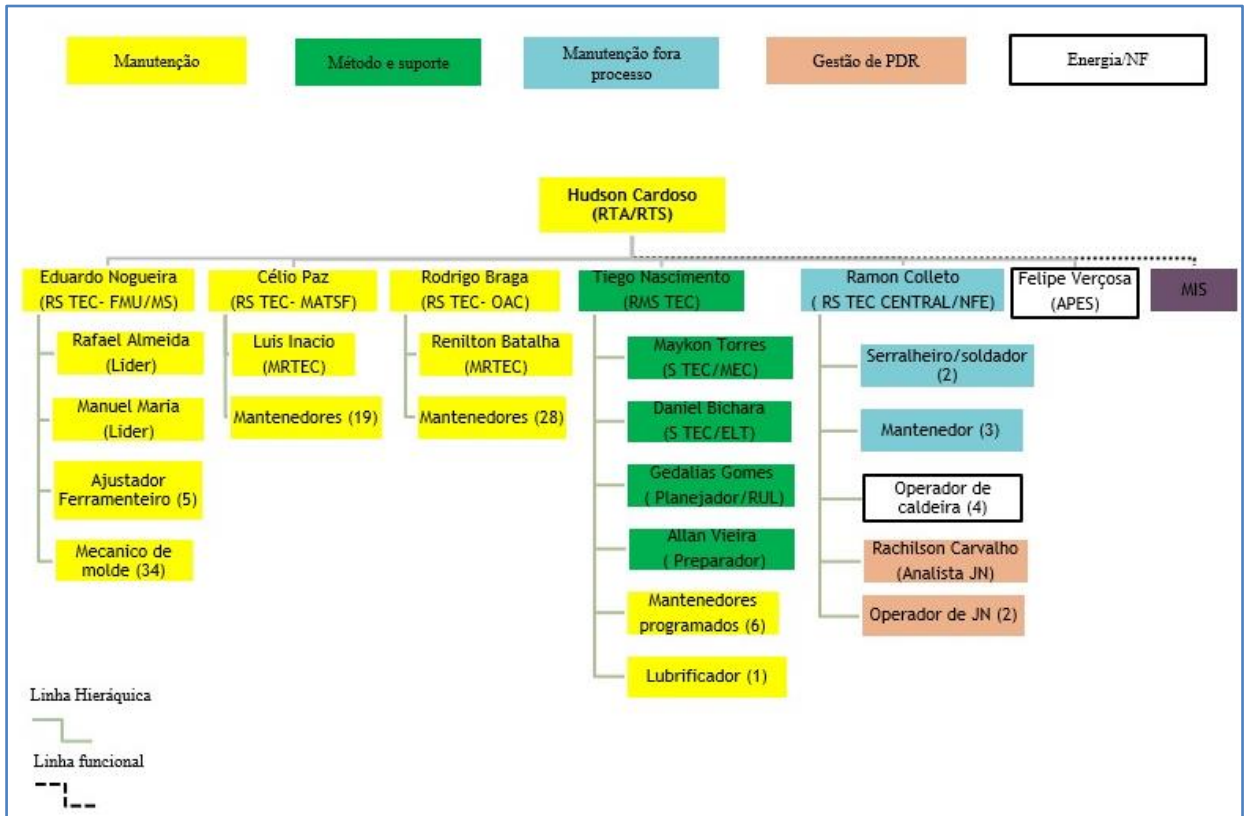 Manutenção
Método e suporte
Manutenção fora
processo
Gestão de PDR
Energia/NF
Hudson Cardoso
(RTA/RTS)
Eduardo Nogueira
(RS TEC- FMU/MS)
Rafael Almeida
(Lider)
Manuel Maria
(Lider)
Ajustador
Ferramenteiro (5)
Mecanico de
molde (34)
Célio Paz
(RS TEC- MATSF)
Luis Inacio
(MRTEC)
Mantenedores (19)
Rodrigo Braga
(RS TEC- OAC)
Renilton Batalha
(MRTEC)
Mantenedores (28)
Tiego Nascimento
(RMS TEC)
Maykon Torres
(S TEC/MEC)
Daniel Bichara
(S TEC/ELT)
Gedalias Gomes
( Planejador/RUL)
Allan Vieira
( Preparador)
Mantenedores
programados (6)
Lubrificador (1)
Ramon Colleto
( RS TEC CENTRAL/NFE)
Serralheiro/soldador
(2)
Mantenedor (3)
Operador de
caldeira (4)
Rachilson Carvalho
(Analista JN)
Operador de JN (2)
Felipe Verçosa
(APES)
MIS
Linha Hieráquica
Linha funcional